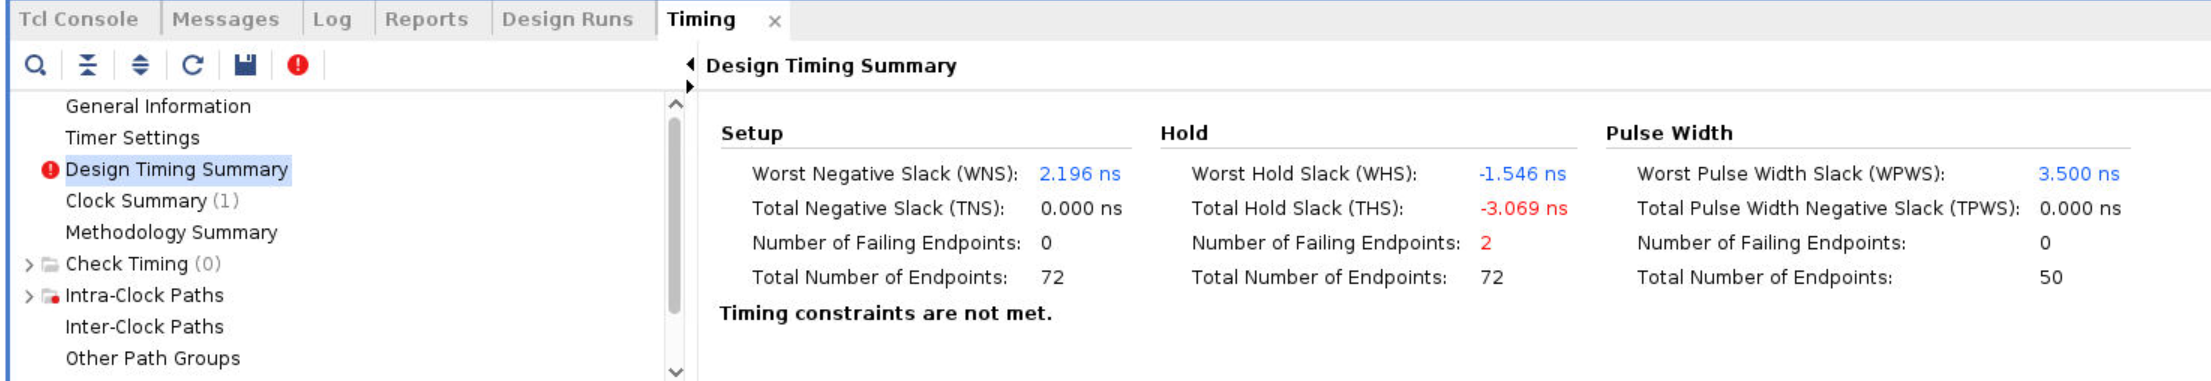 Tcl Console Messages Log Reports Design Runs Timing
Design Timing Summary
General Information
Timer Settings
Design Timing Summary
Clock Summary (1)
Methodology Summary
Check Timing (0)
Intra-Clock Paths
Inter-Clock Paths
Other Path Groups
Setup
Worst Negative Slack (WNS): 2.196 ns
Total Negative Slack (TNS): 0.000 ns
Number of Failing Endpoints: 0
Total Number of Endpoints: 72
Hold
Worst Hold Slack (WHS): -1.546 ns
Total Hold Slack (THS): -3.069 ns
Number of Failing Endpoints: 2
Total Number of Endpoints: 72
Pulse Width
Worst Pulse Width Slack (WPWS): 3.500 ns
Total Pulse Width Negative Slack (TPWS): 0.000 ns
Number of Failing Endpoints: 0
Total Number of Endpoints: 50
Timing constraints are not met.